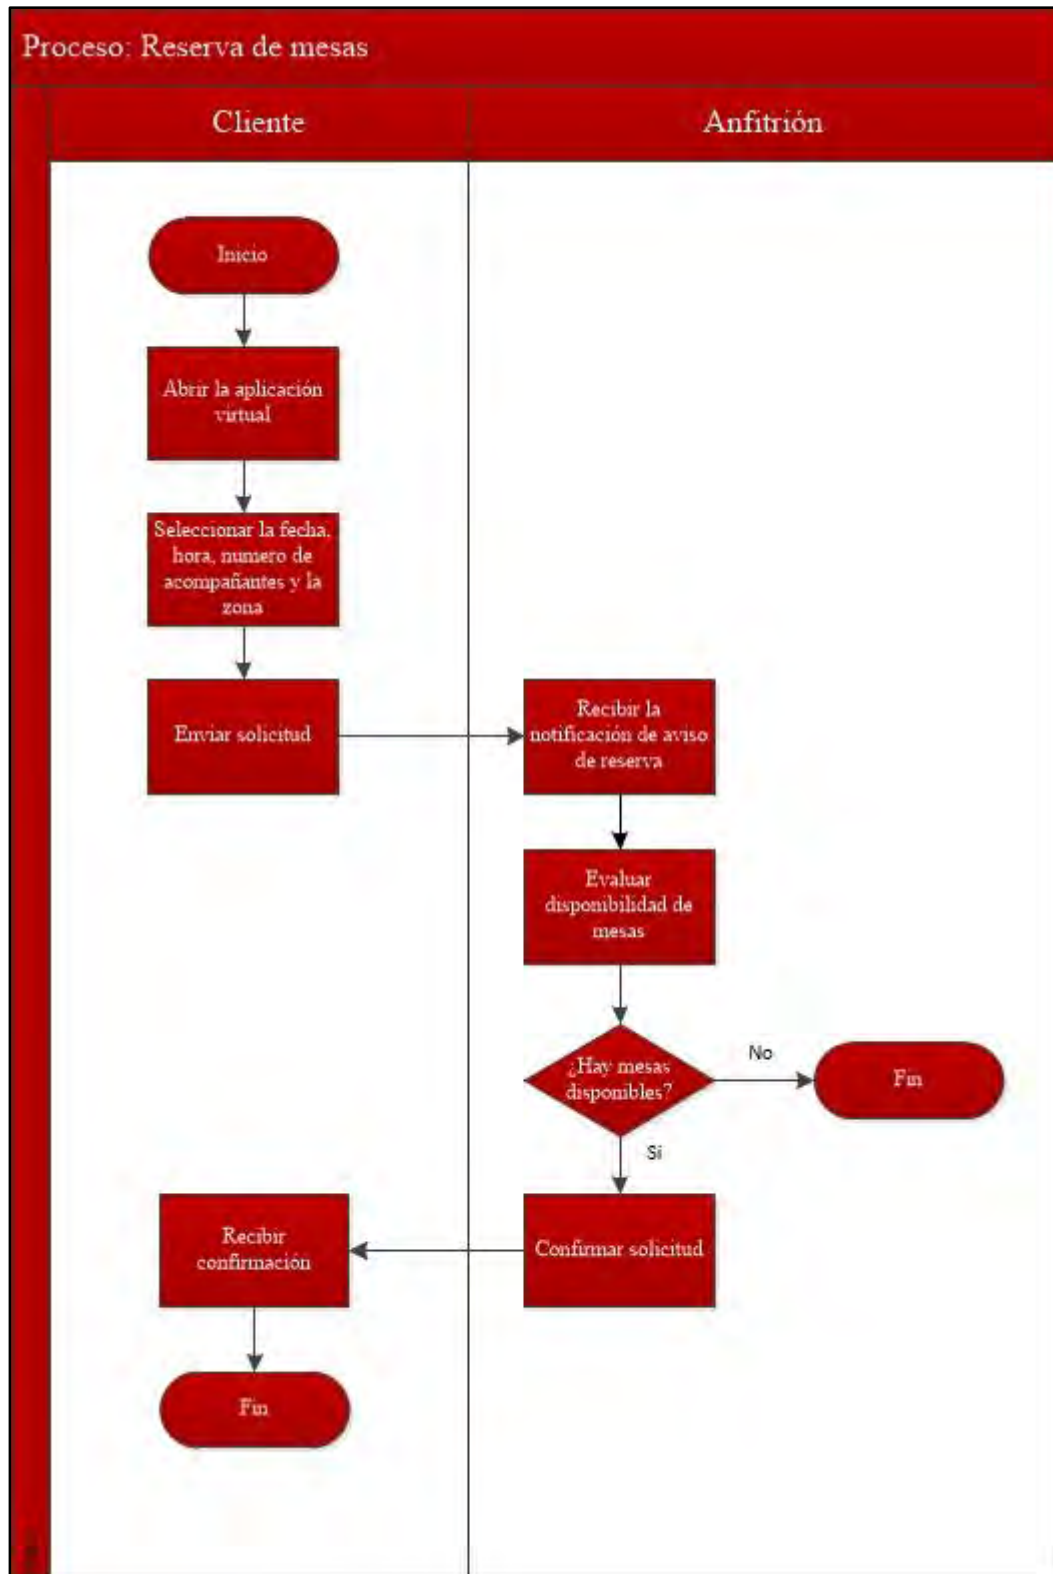 Proceso: Reserva de mesas
Cliente
Anfitrión
Inicio
Abrir la aplicación
virtual
Seleccionar la fecha,
hora, numero de
acompañantes y la
zona
Enviar solicitud
Recibir la
notificación de aviso
de reserva
Evaluar
disponibilidad de
mesas
¿Hay mesas
disponibles?
No
Fin
Si
Confirmar solicitud
Recibir
confirmación
Fin